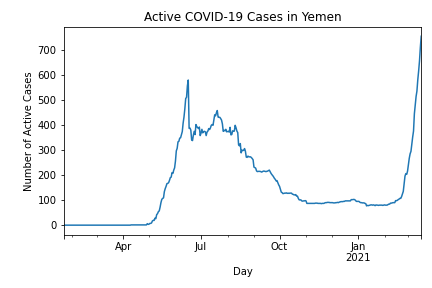 Active COVID-19 Cases in Yemen
Number of Active Cases
700
600
500
400
300
200
100
0
Apr Jul Oct Jan
2021
Day